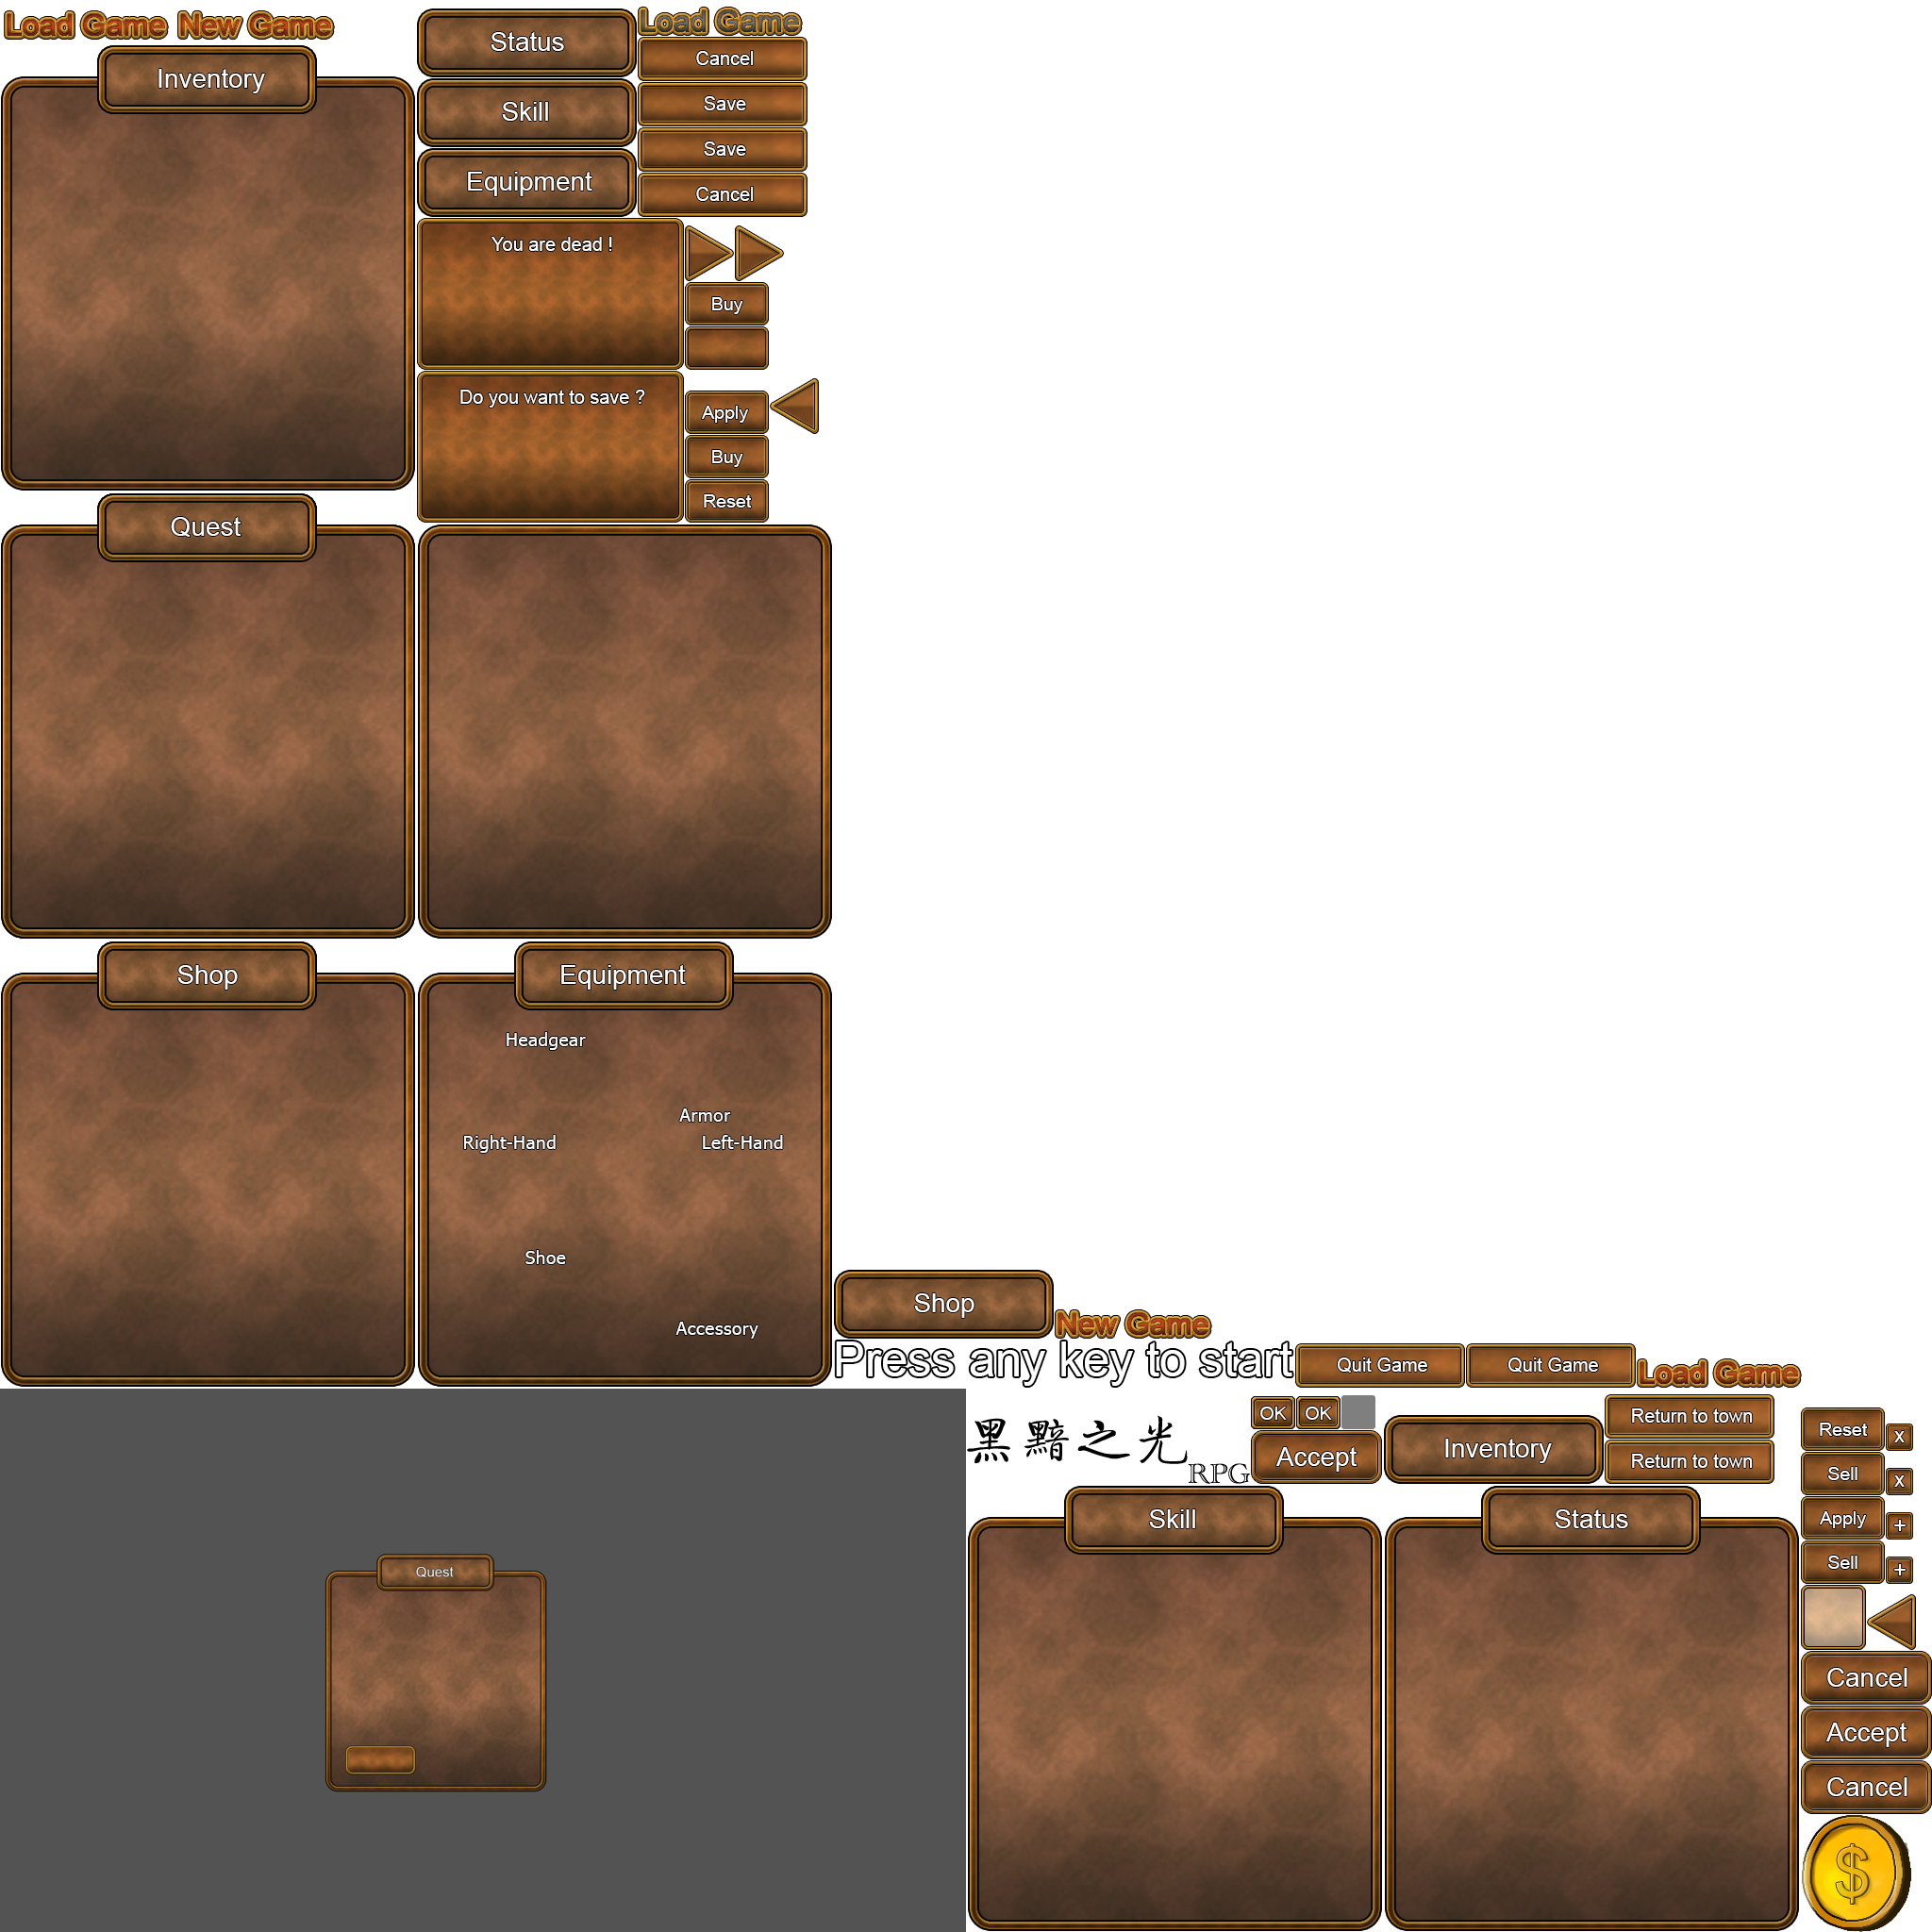 Load Game New Game
Inventory
Status
Skill
Equipment
Load Game
Cancel
Save
Save
Cancel
You are dead !
Buy
Do you want to save ?
Apply
Buy
Reset
Quest
Shop
Equipment
Headgear
Armor
Right-Hand Left-Hand
Shoe
Accessory
Shop
New Game
Press any key to start
Quit Game
Quit Game
Load Game
黑黯之光
RPG
OK
OK
Accept
Inventory
Return to town
Return to town
Reset
x
Sell
x
Apply
+
Sell
+
Skill
Status
Quest
Cancel
Accept
Cancel
$